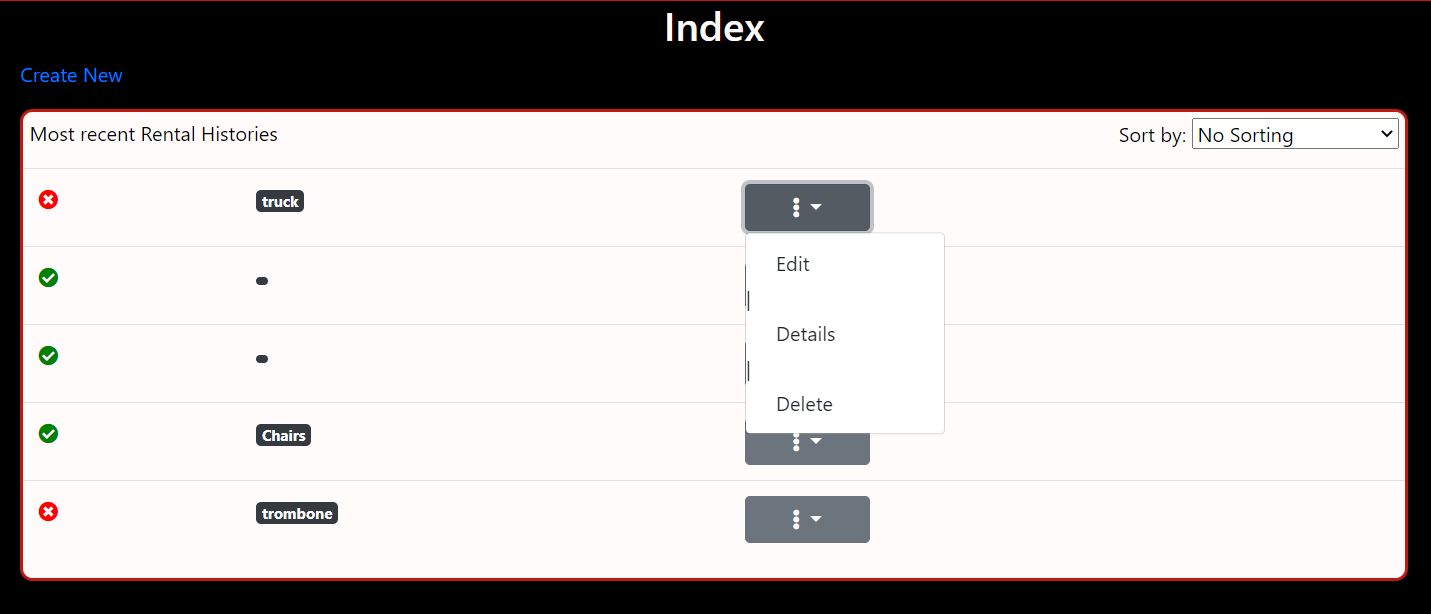 Index
Create New
Most recent Rental Histories
Sort by: No Sorting
truck
Edit
|
Details
|
Delete
Chairs
trombone